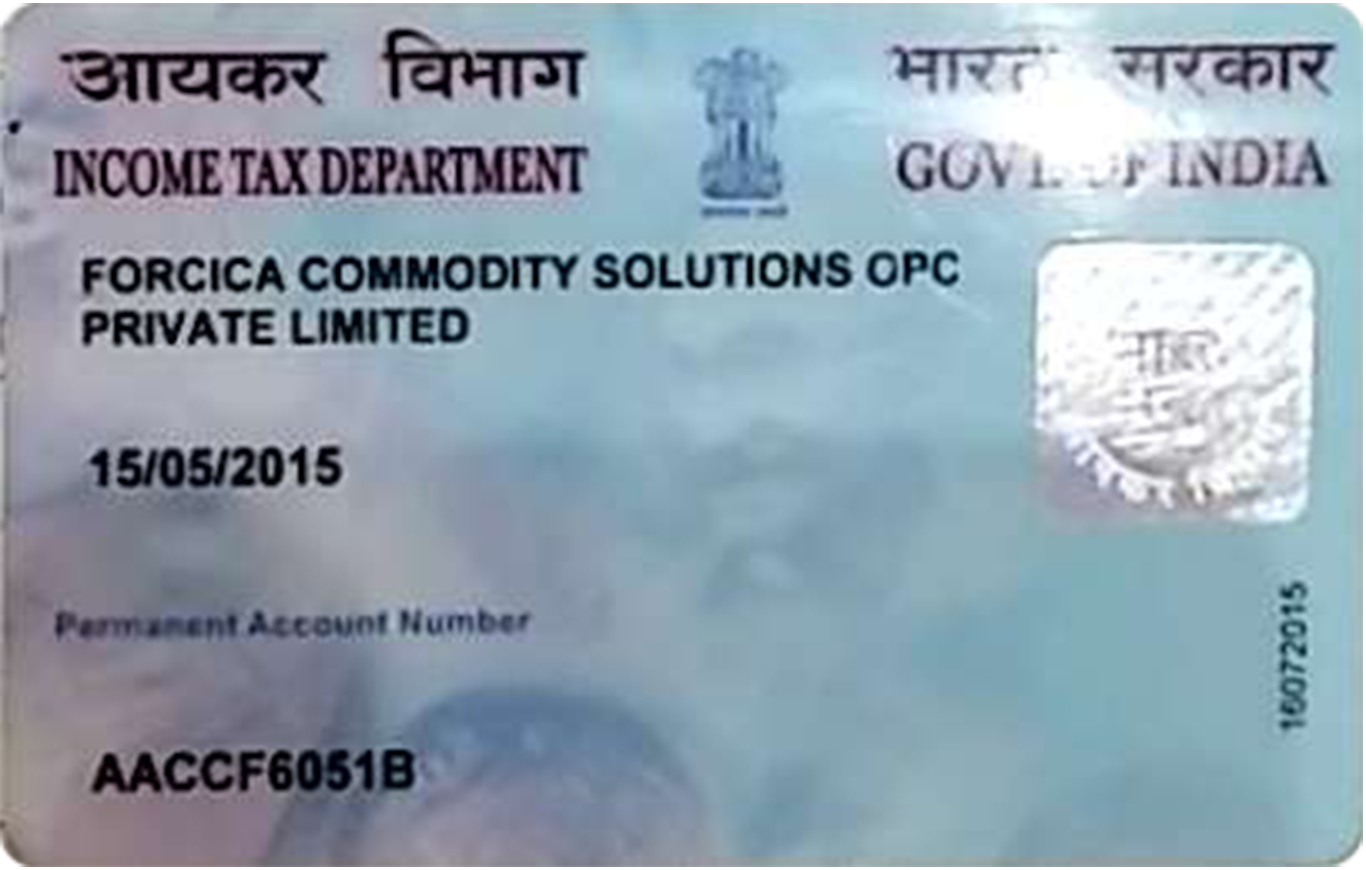 आयकर विभाग
भारत सरकार
INCOME TAX DEPARTMENT
GOVT. OF INDIA
FORCICA COMMODITY SOLUTIONS OPC
PRIVATE LIMITED
15/05/2015
Permanent Account Number
16072015
AACCF6051B